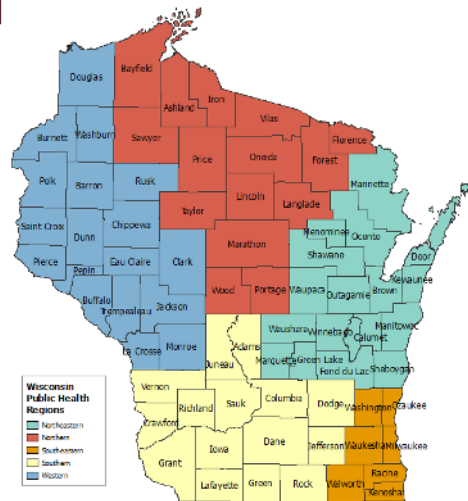 Douglas
Bayfield
Ashland
Iron
Vilas
Burnett
Washburn
Sawyer
Price
Oneida
Forest
Florence
Polk
Barron
Rusk
Lincoln
Langlade
Marinette
Taylor
Saint Croix
Dunn
Chippewa
Clark
Marathon
Menominee
Oconto
Shawano
Pierce
Pepin
Eau Claire
Door
Buffalo
Trempealeau
Jackson
Wood
Portage
Waupaca
Outagamie
Brown
Kewaunee
La Crosse
Monroe
Juneau
Adams
Waushara
Winnebago
Calumet
Manitowoc
Marquette
Green Lake
Fond du Lac
Sheboygan
Vernon
Richland
Sauk
Columbia
Dodge
Washington
Ozaukee
Crawford
Grant
Iowa
Dane
Jefferson
Waukesha
Milwaukee
Lafayette
Green
Rock
Walworth
Racine
Kenosha
Wisconsin
Public Health
Regions
Northeastern
Northern
Southeastern
Southern
Western